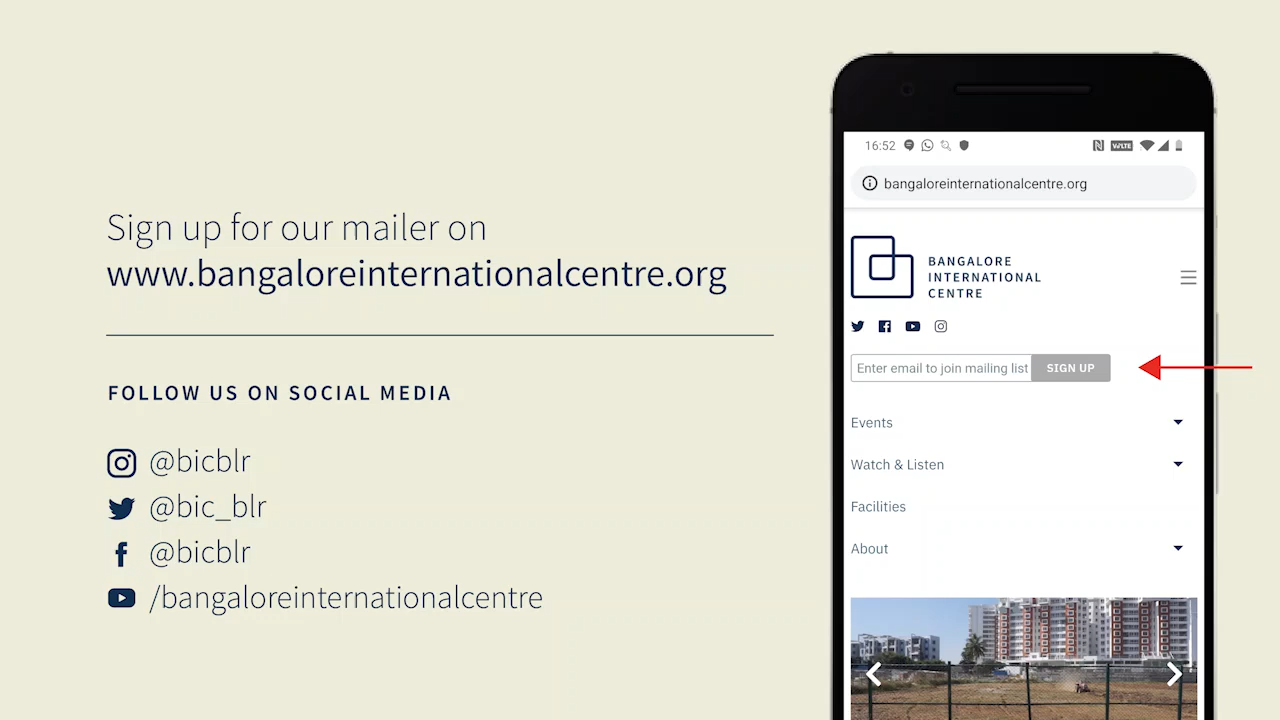 Sign up for our mailer on
www.bangaloreinternationalcentre.org
FOLLOW US ON SOCIAL MEDIA
@bicblr
@bic_blr
@bicblr
/bangaloreinternationalcentre
16:52
VoLTE
bangaloreinternationalcentre.org
BANGALORE
INTERNATIONAL
CENTRE
Enter email to join mailing list
SIGN UP
Events
Watch & Listen
Facilities
About